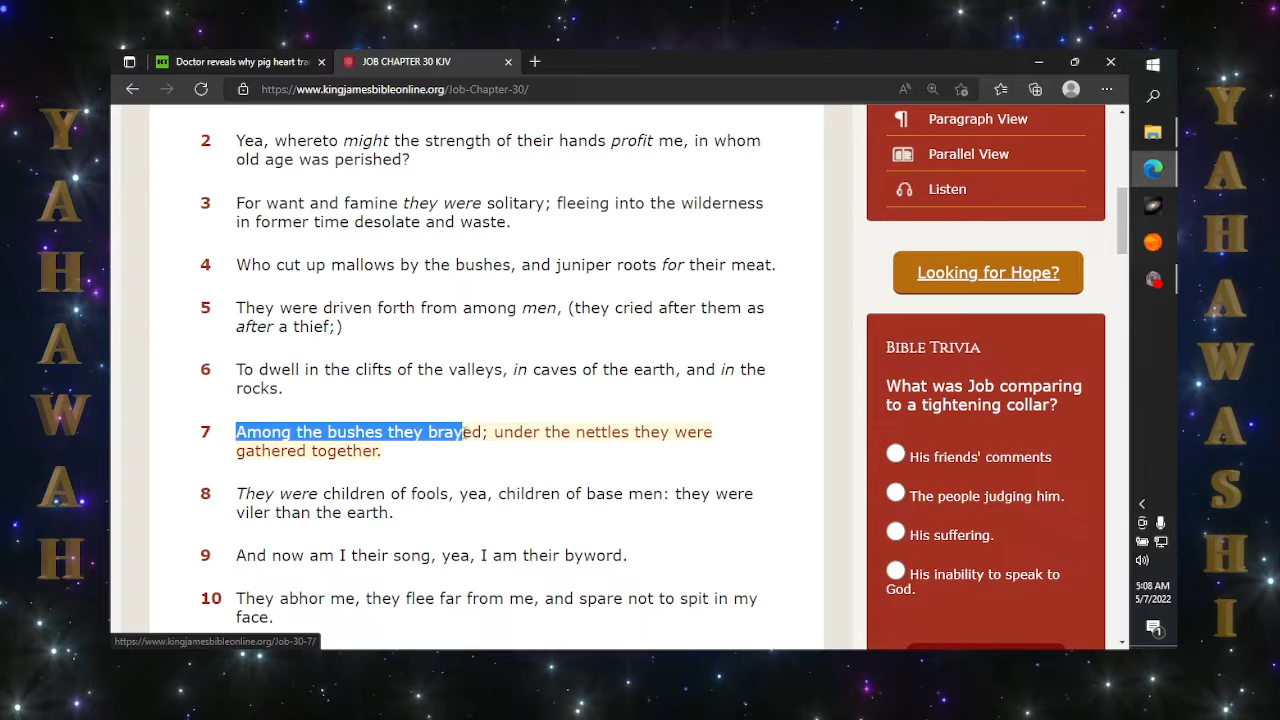 YAHAWAH
Doctor reveals why pig heart tra
JOB CHAPTER 30 KJV
https://www.kingjamesbibleonline.org/Job-Chapter-30/
2 Yea, whereto might the strength of their hands profit me, in whom
old age was perished?
3 For want and famine they were solitary; fleeing into the wilderness
in former time desolate and waste.
4 Who cut up mallows by the bushes, and juniper roots for their meat.
5 They were driven forth from among men, (they cried after them as
after a thief;)
6 To dwell in the clifts of the valleys, in caves of the earth, and in the
rocks.
7 Among the bushes they brayed; under the nettles they were
gathered together.
8 They were children of fools, yea, children of base men: they were
viler than the earth.
9 And now am I their song, yea, I am their byword.
10 They abhor me, they flee far from me, and spare not to spit in my
face.
https://www.kingjamesbibleonline.org/Job-30-7/
Paragraph View
Parallel View
Listen
Looking for Hope?
BIBLE TRIVIA
What was Job comparing
to a tightening collar?
His friends' comments
The people judging him.
His suffering.
His inability to speak to
God.
5:08 AM
5/7/2022
1
YAHAWASHI